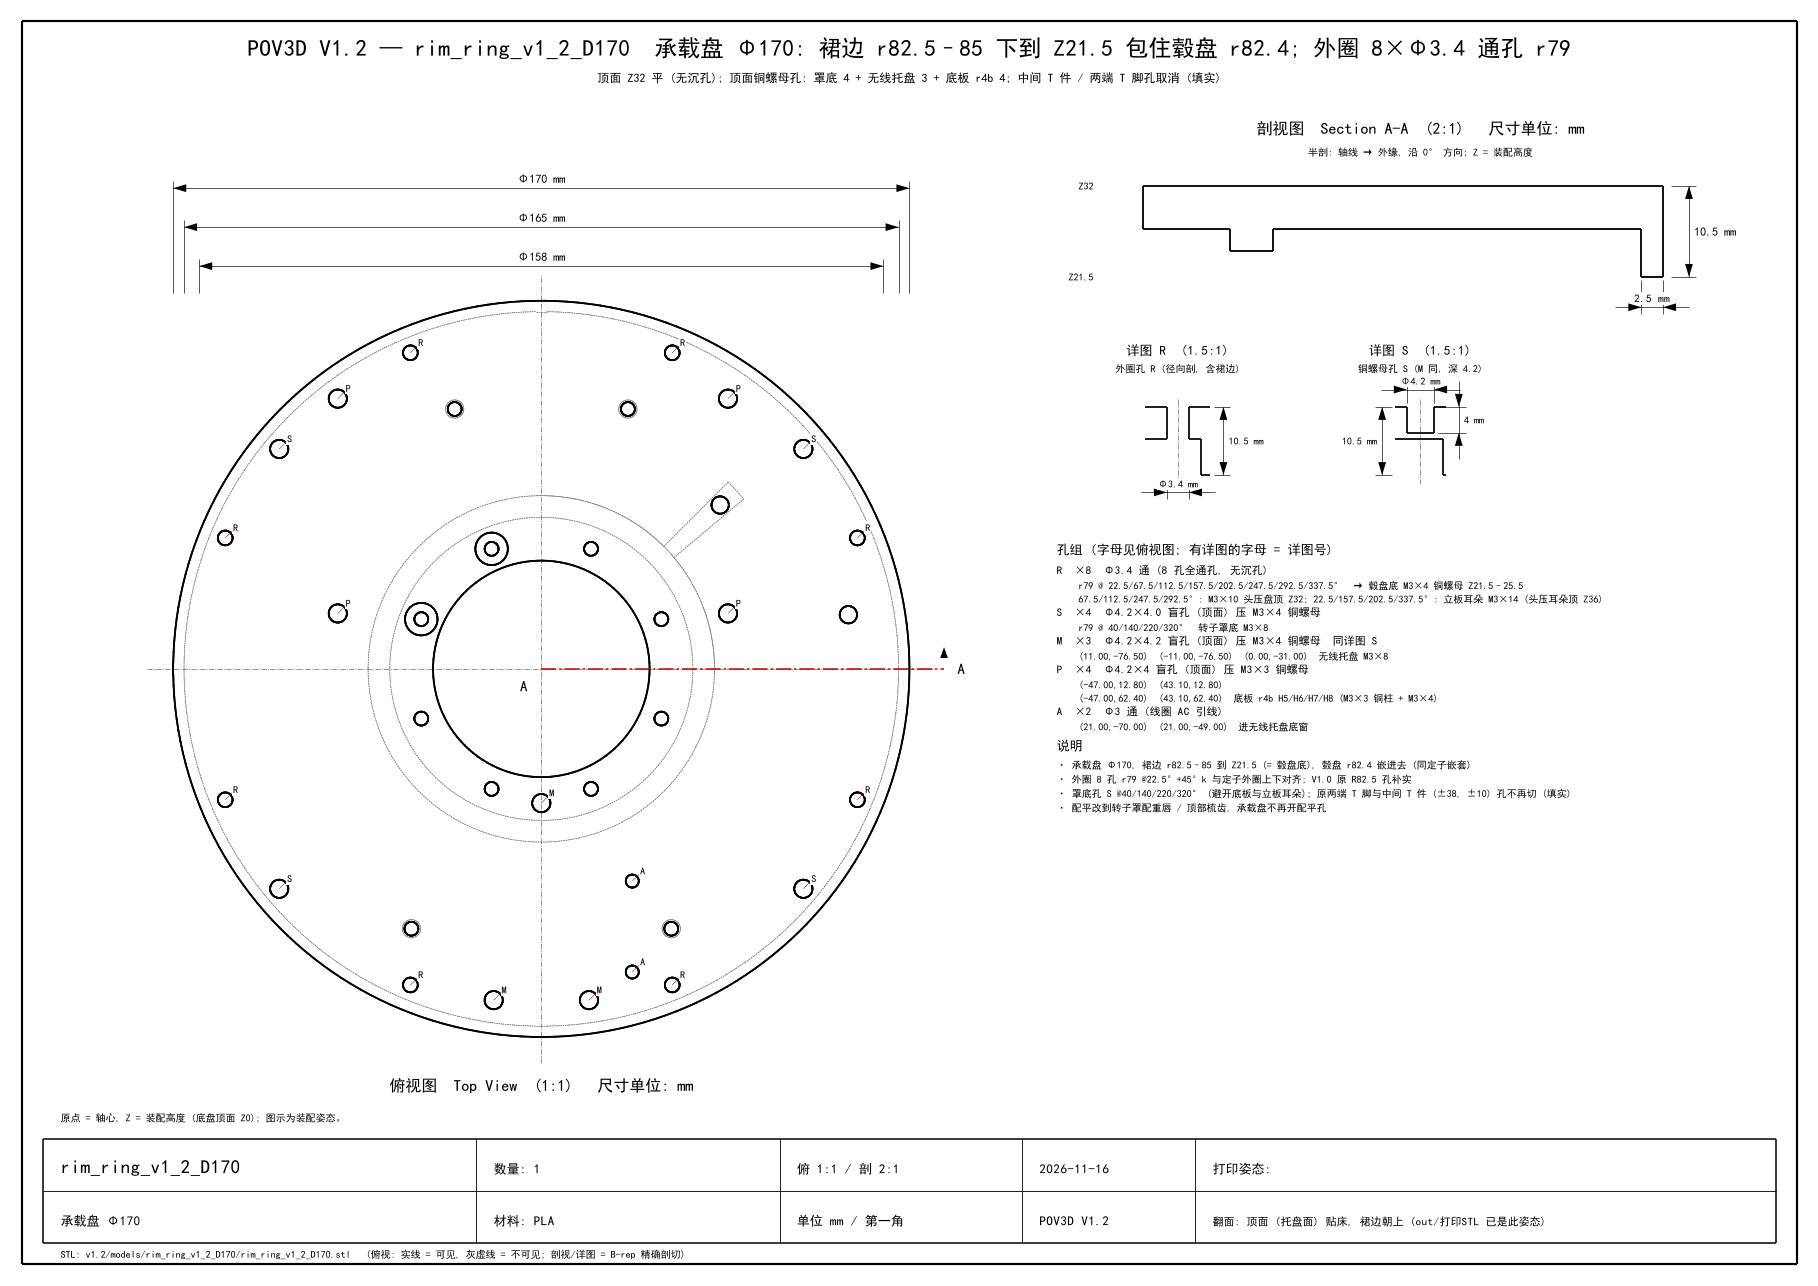 POV3D V1.2 — rim_ring_v1_2_D170  承载盘 Φ170: 裙边 r82.5–85 下到 Z21.5 包住毂盘 r82.4; 外圈 8×Φ3.4 通孔 r79
顶面 Z32 平 (无沉孔); 顶面铜螺母孔: 罩底 4 + 无线托盘 3 + 底板 r4b 4; 中间 T 件 / 两端 T 脚孔取消 (填实)
剖视图  Section A-A  (2:1)  尺寸单位: mm
半剖: 轴线 → 外缘, 沿 0° 方向; Z = 装配高度
Φ170 mm
Φ165 mm
Φ158 mm
Z32
10.5 mm
Z21.5
2.5 mm
详图 R  (1.5:1)
外圈孔 R (径向剖, 含裙边)
10.5 mm
Φ3.4 mm
详图 S  (1.5:1)
铜螺母孔 S (M 同, 深 4.2)
Φ4.2 mm
4 mm
10.5 mm
R
R
P
P
S
S
R
R
P
P
A
A
M
R
R
S
S
A
A
R
R
M
M
孔组 (字母见俯视图; 有详图的字母 = 详图号)
R  ×8  Φ3.4 通 (8 孔全通孔, 无沉孔)
r79 @ 22.5/67.5/112.5/157.5/202.5/247.5/292.5/337.5°  → 毂盘底 M3×4 铜螺母 Z21.5–25.5
67.5/112.5/247.5/292.5°: M3×10 头压盘顶 Z32; 22.5/157.5/202.5/337.5°: 立板耳朵 M3×14 (头压耳朵顶 Z36)
S  ×4  Φ4.2×4.0 盲孔 (顶面) 压 M3×4 铜螺母
r79 @ 40/140/220/320°  转子罩底 M3×8
M  ×3  Φ4.2×4.2 盲孔 (顶面) 压 M3×4 铜螺母  同详图 S
(11.00,-76.50)  (-11.00,-76.50)  (0.00,-31.00)  无线托盘 M3×8
P  ×4  Φ4.2×4 盲孔 (顶面) 压 M3×3 铜螺母
(-47.00,12.80)  (43.10,12.80)
(-47.00,62.40)  (43.10,62.40)  底板 r4b H5/H6/H7/H8 (M3×3 铜柱 + M3×4)
A  ×2  Φ3 通 (线圈 AC 引线)
(21.00,-70.00)  (21.00,-49.00)  进无线托盘底窗
说明
· 承载盘 Φ170, 裙边 r82.5–85 到 Z21.5 (= 毂盘底), 毂盘 r82.4 嵌进去 (同定子嵌套)
· 外圈 8 孔 r79 @22.5°+45°k 与定子外圈上下对齐; V1.0 原 R82.5 孔补实
· 罩底孔 S @40/140/220/320° (避开底板与立板耳朵); 原两端 T 脚与中间 T 件 (±38, ±10) 孔不再切 (填实)
· 配平改到转子罩配重唇 / 顶部梳齿, 承载盘不再开配平孔
俯视图  Top View  (1:1)  尺寸单位: mm
原点 = 轴心, Z = 装配高度 (底盘顶面 Z0); 图示为装配姿态。
rim_ring_v1_2_D170
数量: 1
俯 1:1 / 剖 2:1
2026-11-16
打印姿态:
承载盘 Φ170
材料: PLA
单位 mm / 第一角
POV3D V1.2
翻面: 顶面 (托盘面) 贴床, 裙边朝上 (out/打印STL 已是此姿态)
STL: v1.2/models/rim_ring_v1_2_D170/rim_ring_v1_2_D170.stl  (俯视: 实线 = 可见, 灰虚线 = 不可见; 剖视/详图 = B-rep 精确剖切)